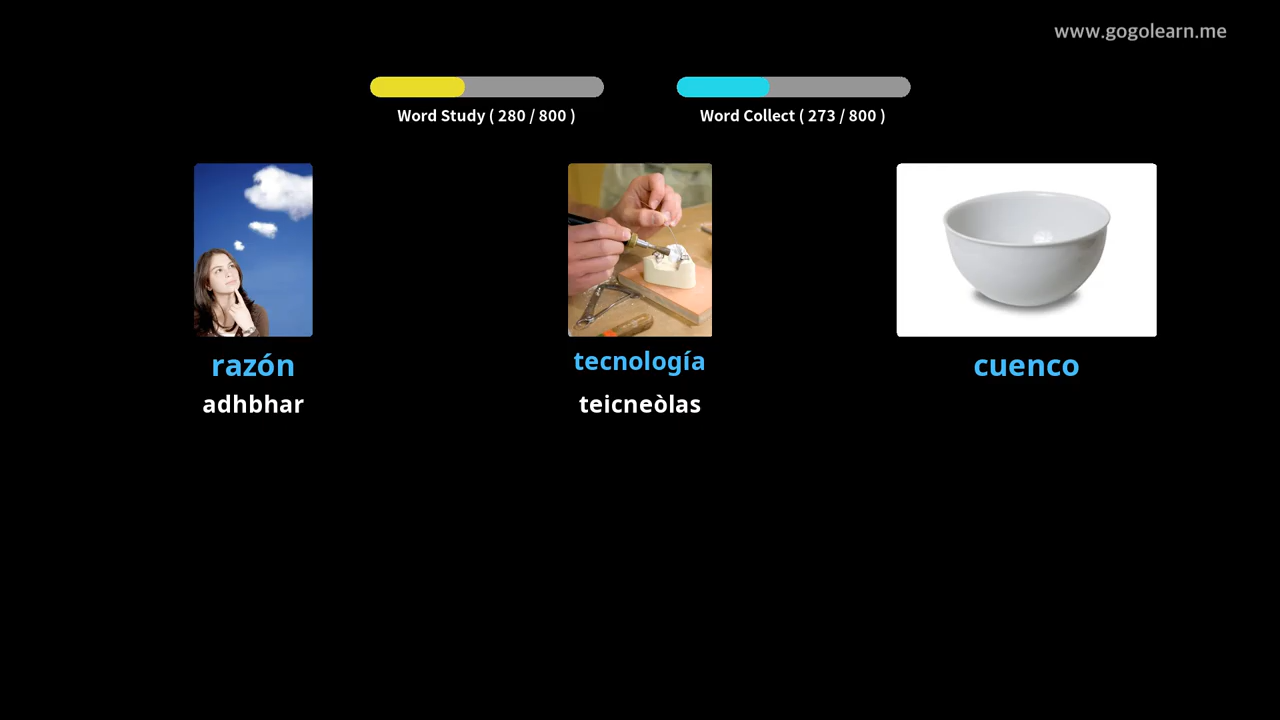 www.gogolearn.me
Word Study ( 280 / 800 )
Word Collect ( 273 / 800 )
razón
tecnología
cuenco
adhbhar
teicneòlas